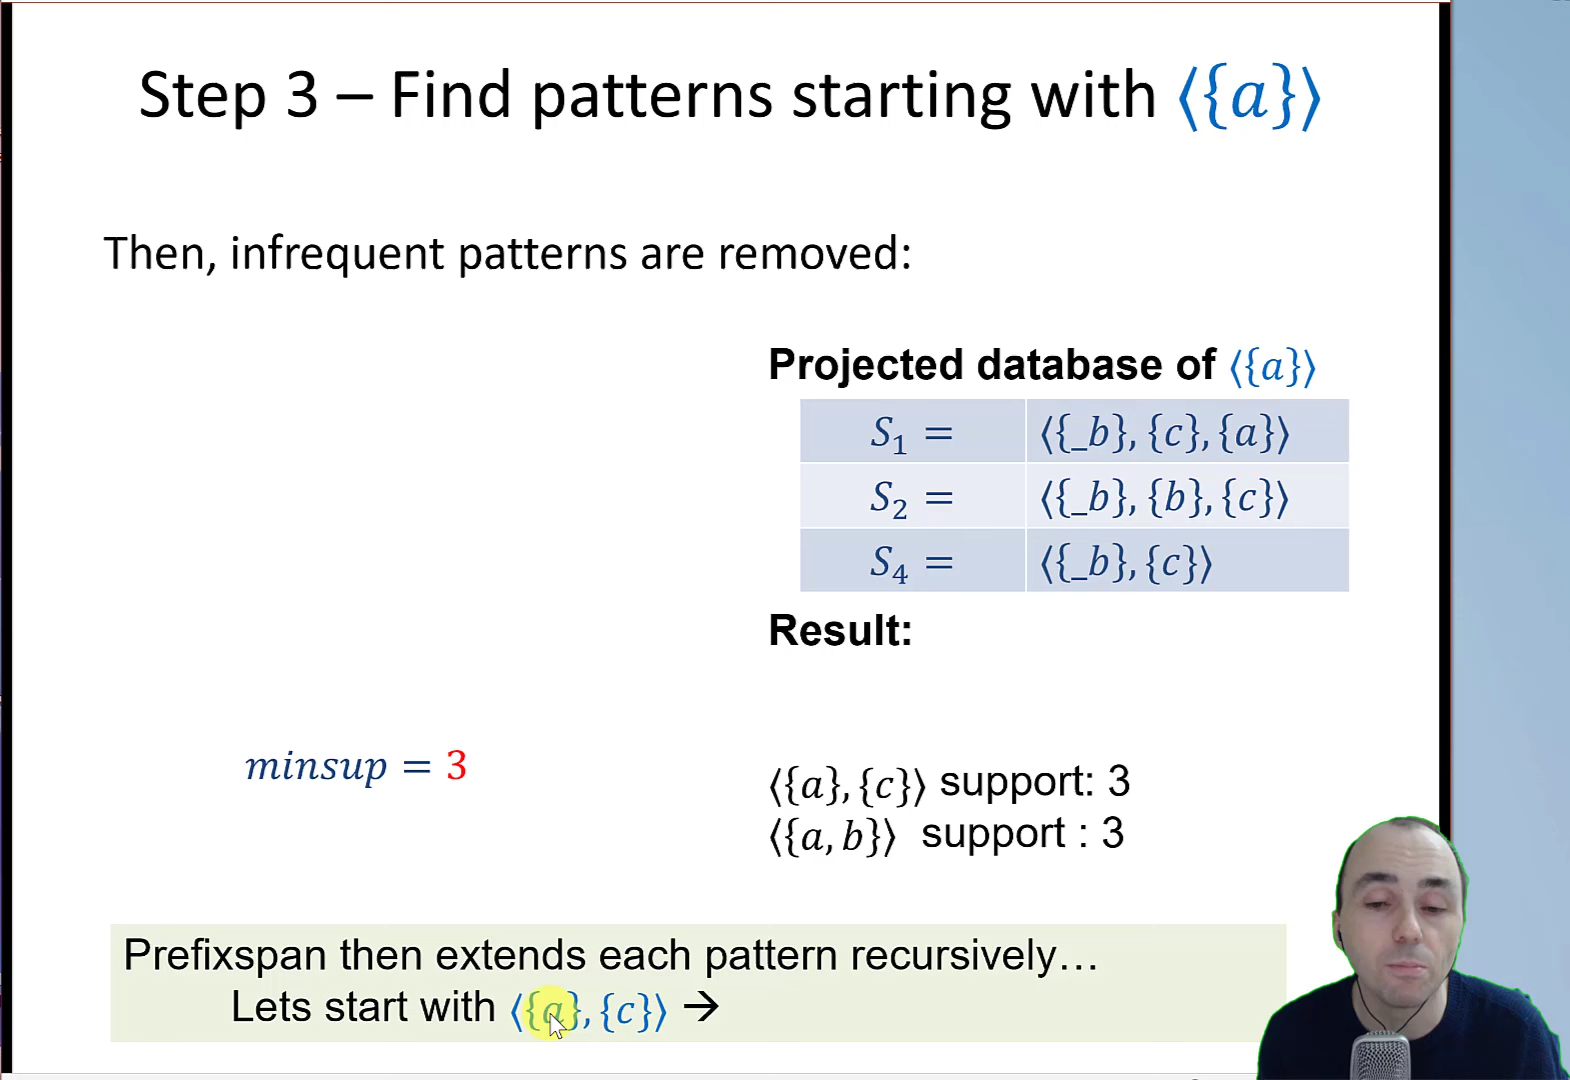 Step 3 – Find patterns starting with ⟨{a}⟩
Then, infrequent patterns are removed:
Projected database of ⟨{a}⟩
S₁ = ⟨{_b}, {c}, {a}⟩
S₂ = ⟨{_b}, {b}, {c}⟩
S₄ = ⟨{_b}, {c}⟩
Result:
minsup = 3
⟨{a}, {c}⟩ support: 3
⟨{a, b}⟩ support : 3
Prefixspan then extends each pattern recursively…
Lets start with ⟨{a}, {c}⟩ →